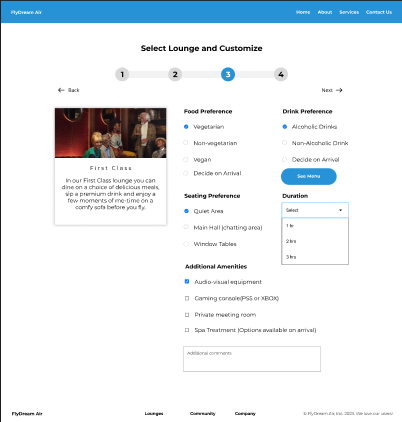 FlyDream Air
Home About Services Contact Us
Select Lounge and Customize
1 2 3 4
Back
Next
First Class
In our First Class lounge you can
dine on a choice of delicious meals,
sip a premium drink and enjoy a
few moments of me-time on a
comfy sofa before you fly.
Food Preference
Vegetarian
Non-vegetarian
Vegan
Decide on Arrival
Drink Preference
Alcoholic Drinks
Non-Alcoholic Drink
Decide on Arrival
See Menu
Seating Preference
Quiet Area
Main Hall (chatting area)
Window Tables
Duration
Select
1 hr
2 hrs
3 hrs
Additional Amenities
Audio-visual equipment
Gaming console(PS5 or XBOX)
Private meeting room
Spa Treatment (Options available on arrival)
Additional comments
FlyDream Air
Lounges Community Company
© FlyDream Air, Inc. 2023. We love our users!